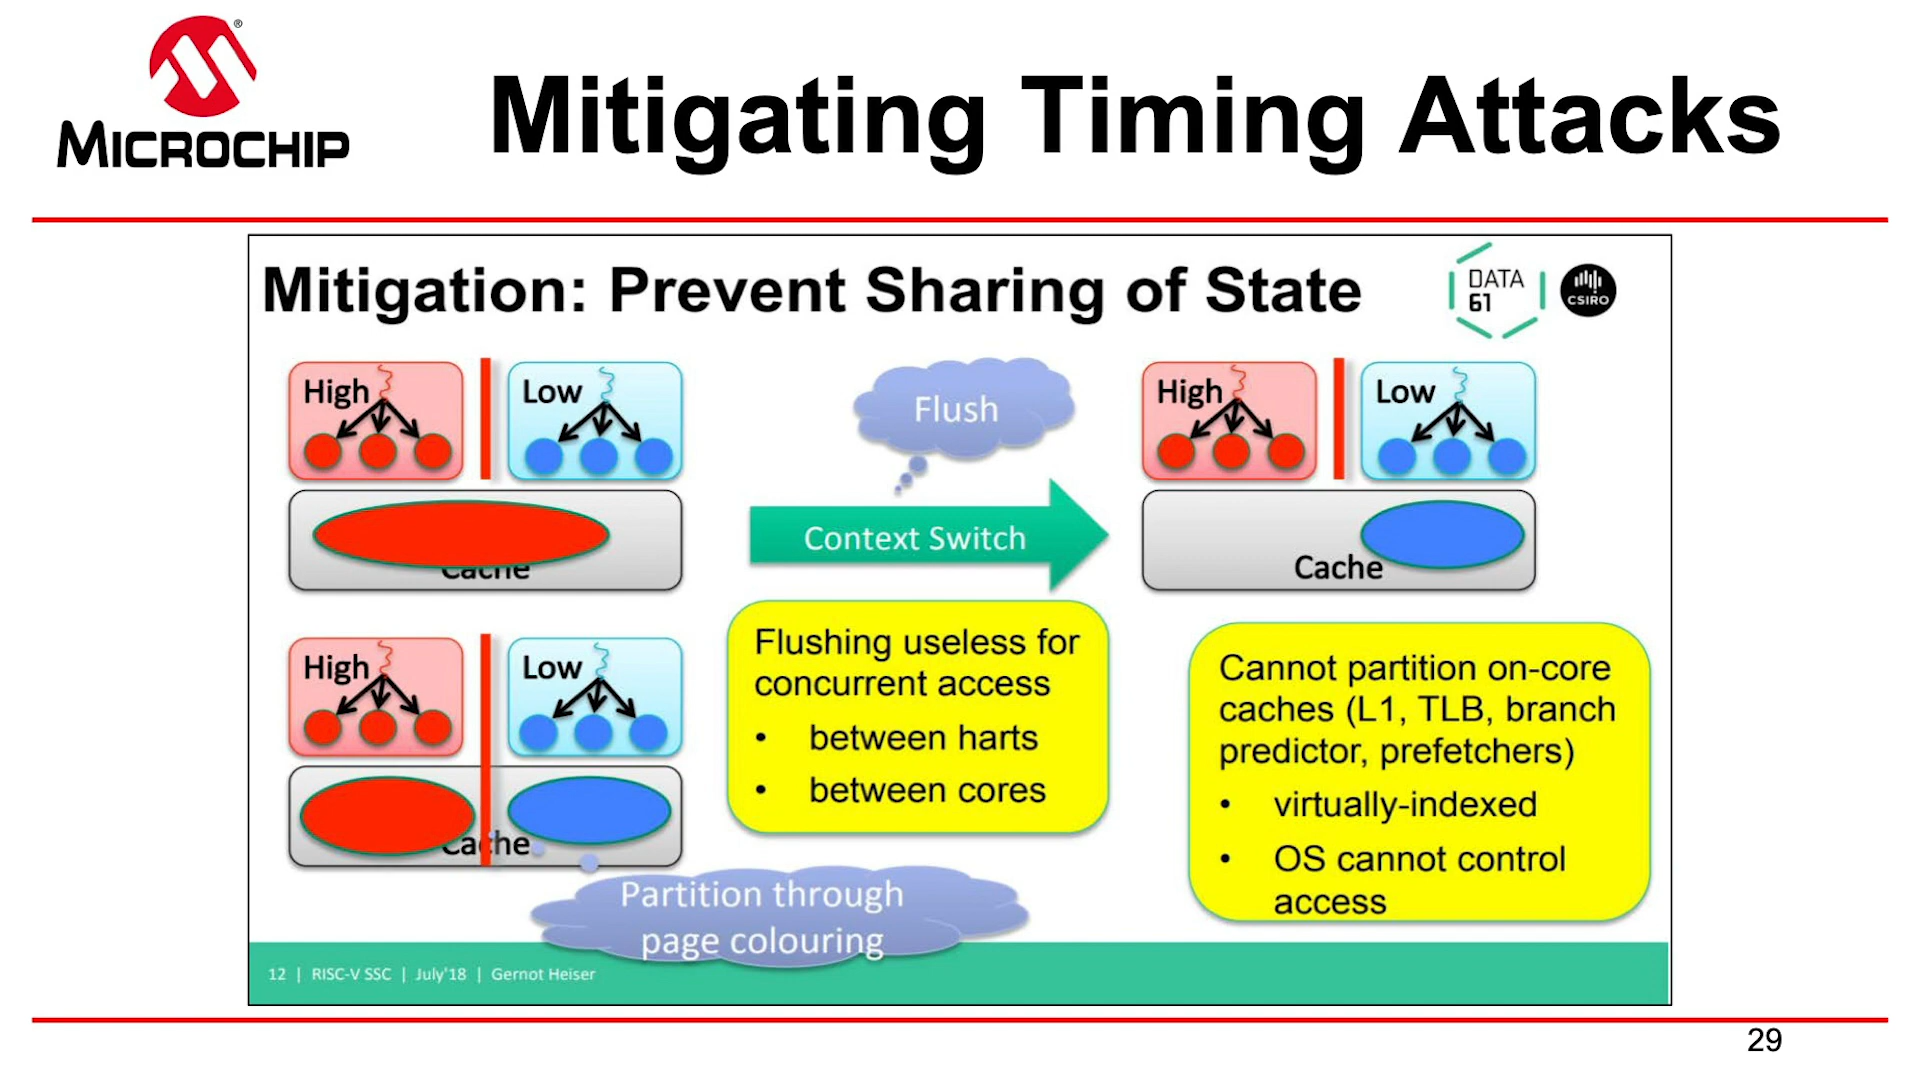 MICROCHIP
®
Mitigating Timing Attacks
Mitigation: Prevent Sharing of State
DATA
61
CSIRO
High
Low
Cache
Flush
Context Switch
High
Low
Cache
High
Low
Cache
Partition through
page colouring
Flushing useless for
concurrent access
• between harts
• between cores
Cannot partition on-core
caches (L1, TLB, branch
predictor, prefetchers)
• virtually-indexed
• OS cannot control
access
12 | RISC-V SSC | July'18 | Gernot Heiser
29